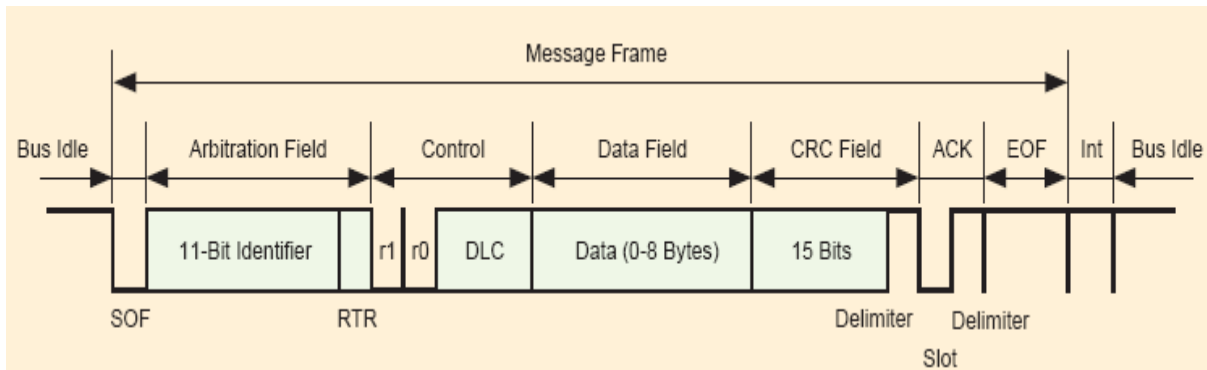 Message Frame
Bus Idle Arbitration Field Control Data Field CRC Field ACK EOF Int Bus Idle
11-Bit Identifier r1 r0 DLC Data (0-8 Bytes) 15 Bits
SOF RTR Delimiter Delimiter
Slot